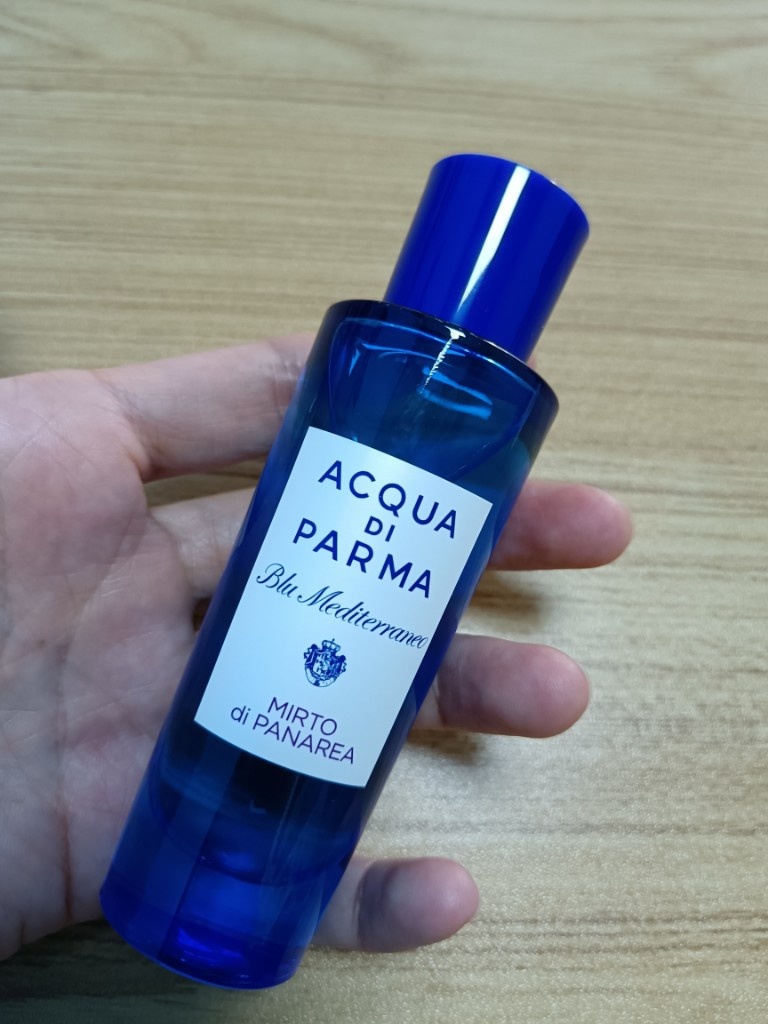 ACQUA
DI
PARMA
Blu Mediterraneo
MIRTO
di PANAREA